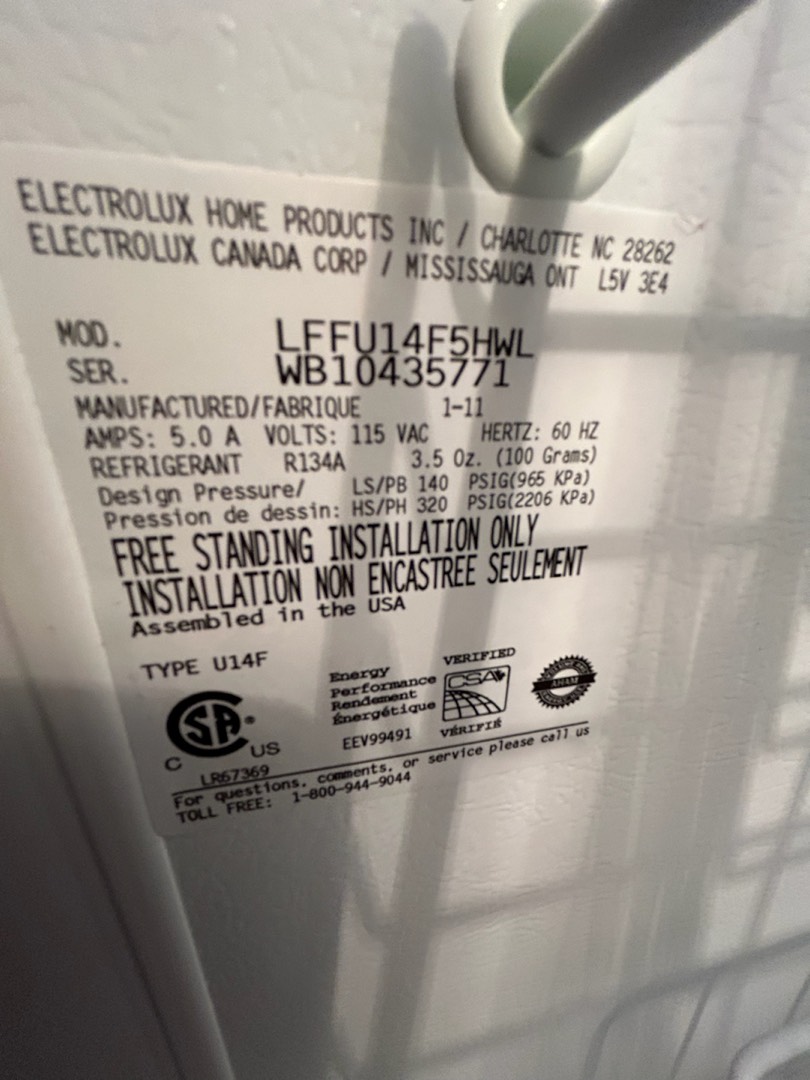 ELECTROLUX HOME PRODUCTS INC / CHARLOTTE NC 28262
ELECTROLUX CANADA CORP / MISSISSAUGA ONT L5V 3E4
MOD. LFFU14F5HWL
SER. WB10435771
MANUFACTURED/FABRIQUE 1-11
AMPS: 5.0 A VOLTS: 115 VAC HERTZ: 60 HZ
REFRIGERANT R134A 3.5 Oz. (100 Grams)
Design Pressure/ LS/PB 140 PSIG(965 KPa)
Pression de dessin: HS/PH 320 PSIG(2206 KPa)
FREE STANDING INSTALLATION ONLY
INSTALLATION NON ENCASTREE SEULEMENT
Assembled in the USA
TYPE U14F
SA®
C US
LR67369
Energy
Performance
Rendement
Énergétique
EEV99491
VERIFIED
CSA
VÉRIFIÉ
AHAM
For questions, comments, or service please call us
TOLL FREE: 1-800-944-9044